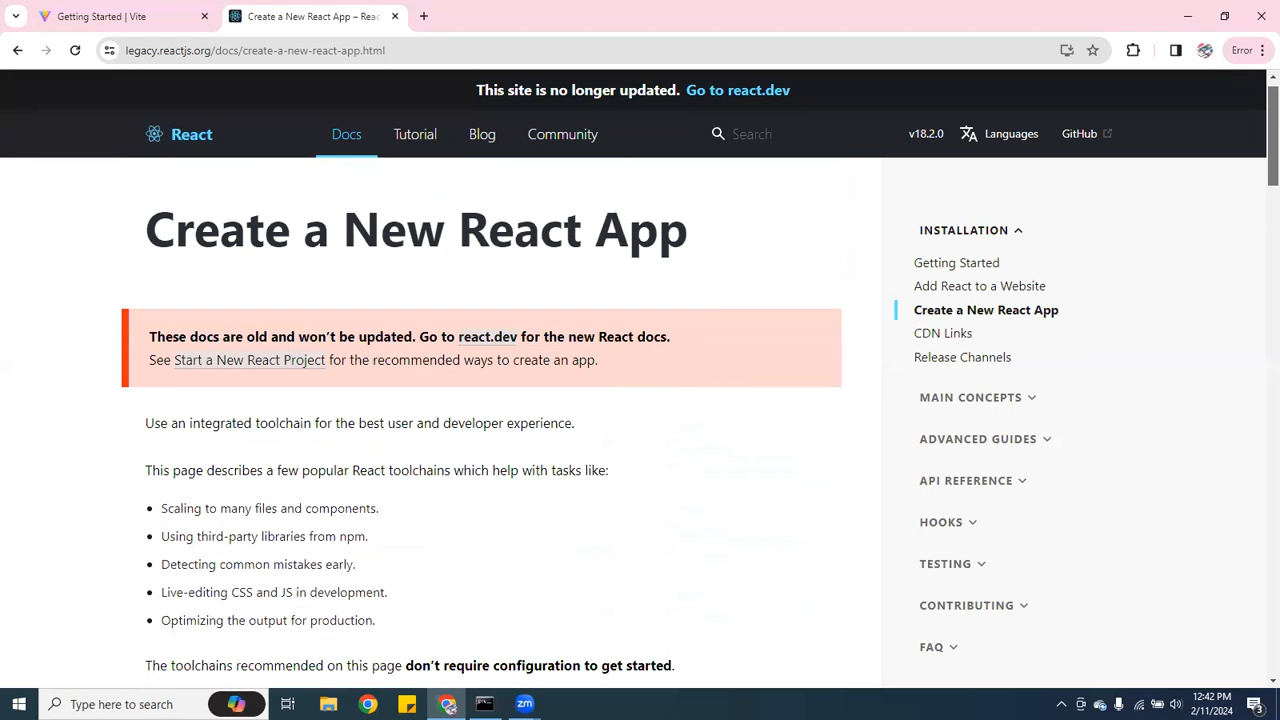 Getting Started | Vite
Create a New React App – Reac
legacy.reactjs.org/docs/create-a-new-react-app.html
Error
This site is no longer updated. Go to react.dev
React
Docs
Tutorial
Blog
Community
Search
v18.2.0
Languages
GitHub
Create a New React App
These docs are old and won’t be updated. Go to react.dev for the new React docs.
See Start a New React Project for the recommended ways to create an app.
Use an integrated toolchain for the best user and developer experience.
This page describes a few popular React toolchains which help with tasks like:
Scaling to many files and components.
Using third-party libraries from npm.
Detecting common mistakes early.
Live-editing CSS and JS in development.
Optimizing the output for production.
The toolchains recommended on this page don’t require configuration to get started.
INSTALLATION
Getting Started
Add React to a Website
Create a New React App
CDN Links
Release Channels
MAIN CONCEPTS
ADVANCED GUIDES
API REFERENCE
HOOKS
TESTING
CONTRIBUTING
FAQ
Type here to search
zm
12:42 PM
2/11/2024
3